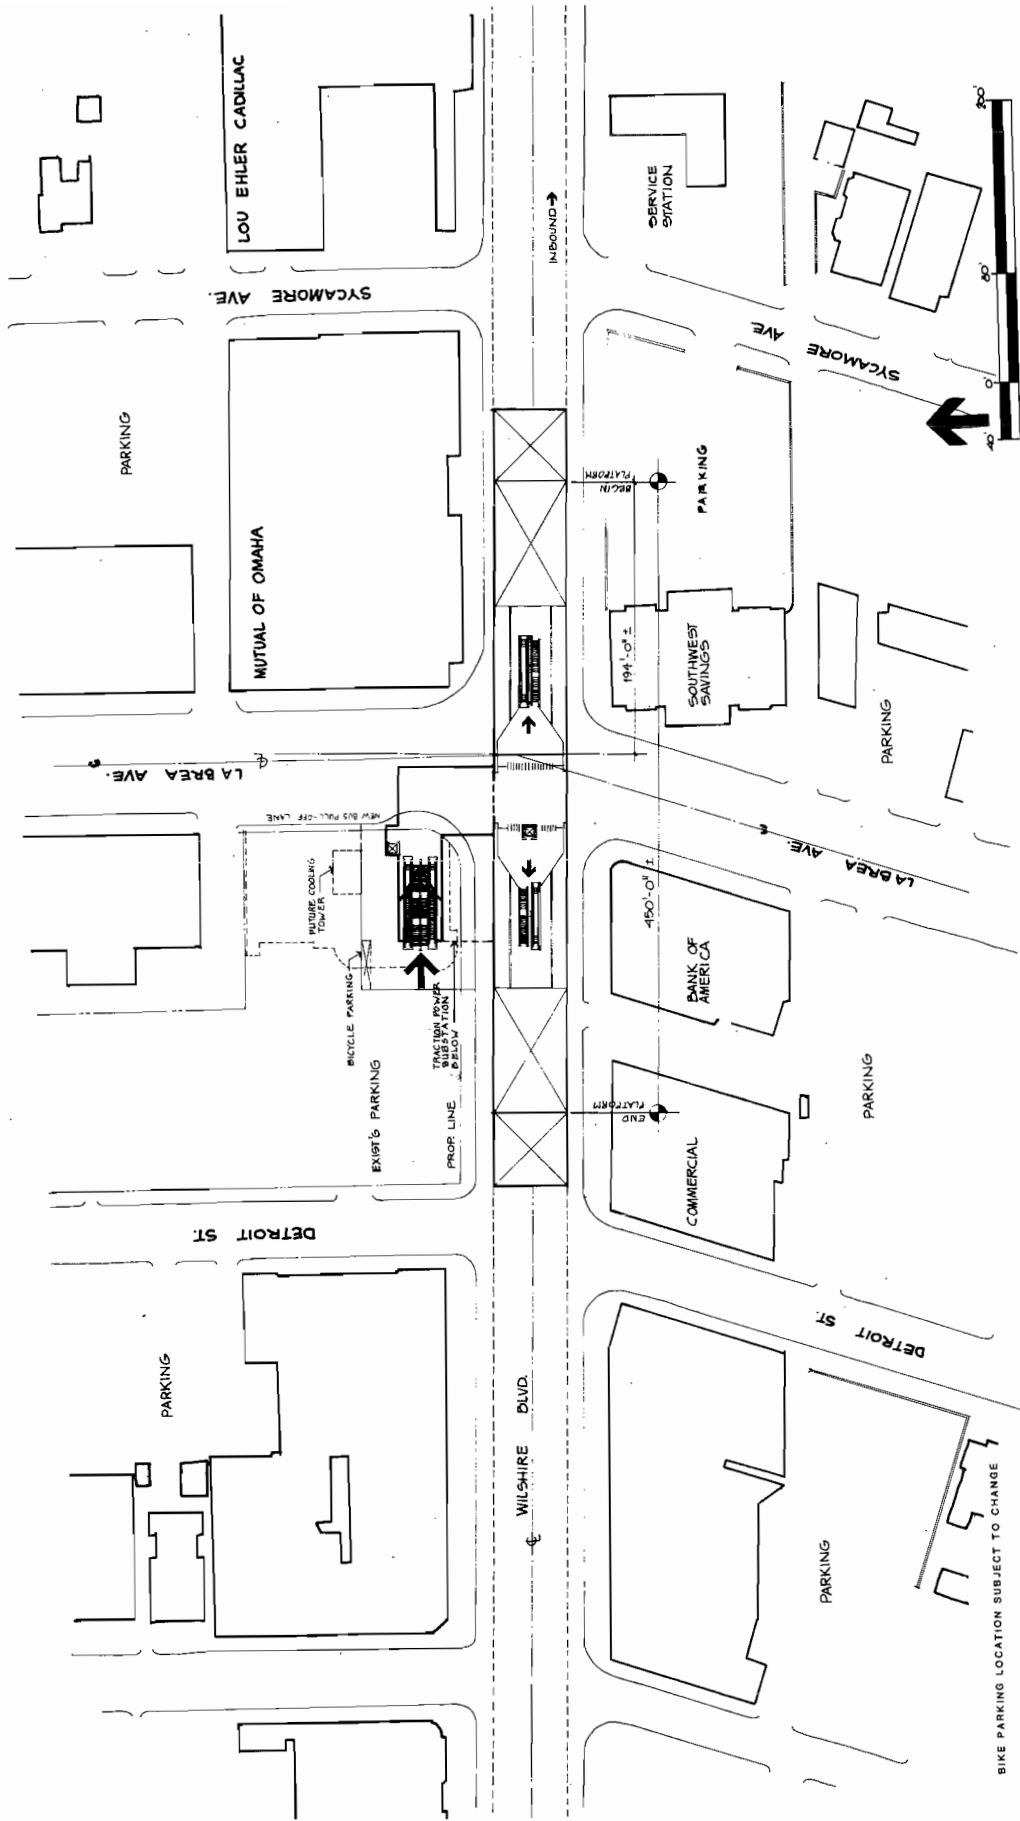 LOU EHLER CADILLAC
SYCAMORE AVE.
INBOUND →
SERVICE
STATION
SYCAMORE AVE.
PARKING
MUTUAL OF OMAHA
BEGIN
PLATFORM
PARKING
194'-0" ±
SOUTHWEST
SAVINGS
PARKING
LA BREA AVE.
LA BREA AVE.
NEW BUS PULL-OFF LANE
FUTURE COOLING
TOWER
BICYCLE PARKING
TRACTION POWER
SUBSTATION
BELOW
EXIST'G PARKING
PROP. LINE
450'-0" ±
BANK OF
AMERICA
PARKING
END
PLATFORM
COMMERCIAL
DETROIT ST.
DETROIT ST.
PARKING
WILSHIRE BLVD.
PARKING
40' 0 80' 200'
BIKE PARKING LOCATION SUBJECT TO CHANGE